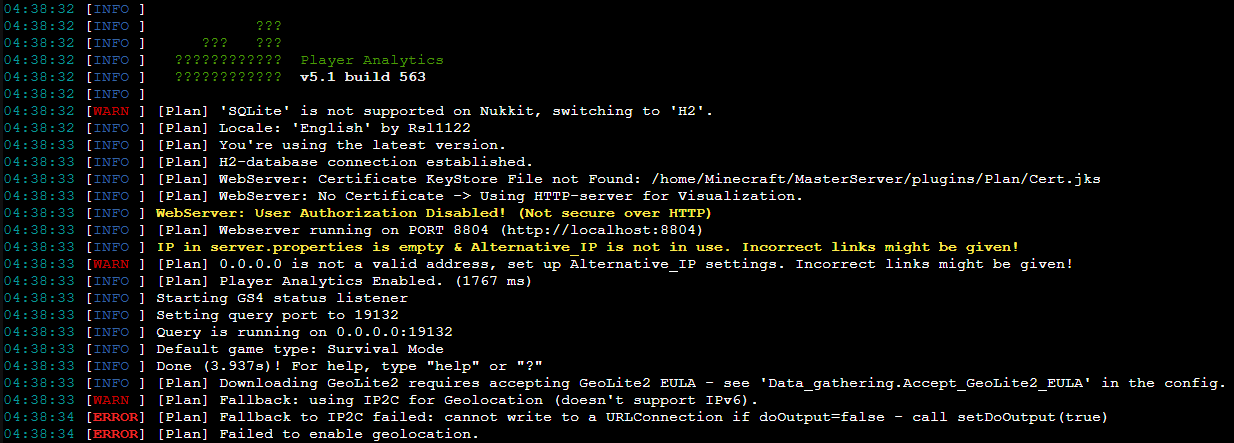 04:38:32 [INFO ]
04:38:32 [INFO ]             ???
04:38:32 [INFO ]       ???   ???
04:38:32 [INFO ]    ????????????  Player Analytics
04:38:32 [INFO ]    ????????????  v5.1 build 563
04:38:32 [INFO ]
04:38:32 [WARN ] [Plan] 'SQLite' is not supported on Nukkit, switching to 'H2'.
04:38:32 [INFO ] [Plan] Locale: 'English' by Rsl1122
04:38:33 [INFO ] [Plan] You're using the latest version.
04:38:33 [INFO ] [Plan] H2-database connection established.
04:38:33 [INFO ] [Plan] WebServer: Certificate KeyStore File not Found: /home/Minecraft/MasterServer/plugins/Plan/Cert.jks
04:38:33 [INFO ] [Plan] WebServer: No Certificate -> Using HTTP-server for Visualization.
04:38:33 [INFO ] WebServer: User Authorization Disabled! (Not secure over HTTP)
04:38:33 [INFO ] [Plan] Webserver running on PORT 8804 (http://localhost:8804)
04:38:33 [INFO ] IP in server.properties is empty & Alternative_IP is not in use. Incorrect links might be given!
04:38:33 [WARN ] [Plan] 0.0.0.0 is not a valid address, set up Alternative_IP settings. Incorrect links might be given!
04:38:33 [INFO ] [Plan] Player Analytics Enabled. (1767 ms)
04:38:33 [INFO ] Starting GS4 status listener
04:38:33 [INFO ] Setting query port to 19132
04:38:33 [INFO ] Query is running on 0.0.0.0:19132
04:38:33 [INFO ] Default game type: Survival Mode
04:38:33 [INFO ] Done (3.937s)! For help, type "help" or "?"
04:38:33 [INFO ] [Plan] Downloading GeoLite2 requires accepting GeoLite2 EULA - see 'Data_gathering.Accept_GeoLite2_EULA' in the config.
04:38:33 [WARN ] [Plan] Fallback: using IP2C for Geolocation (doesn't support IPv6).
04:38:34 [ERROR] [Plan] Fallback to IP2C failed: cannot write to a URLConnection if doOutput=false - call setDoOutput(true)
04:38:34 [ERROR] [Plan] Failed to enable geolocation.